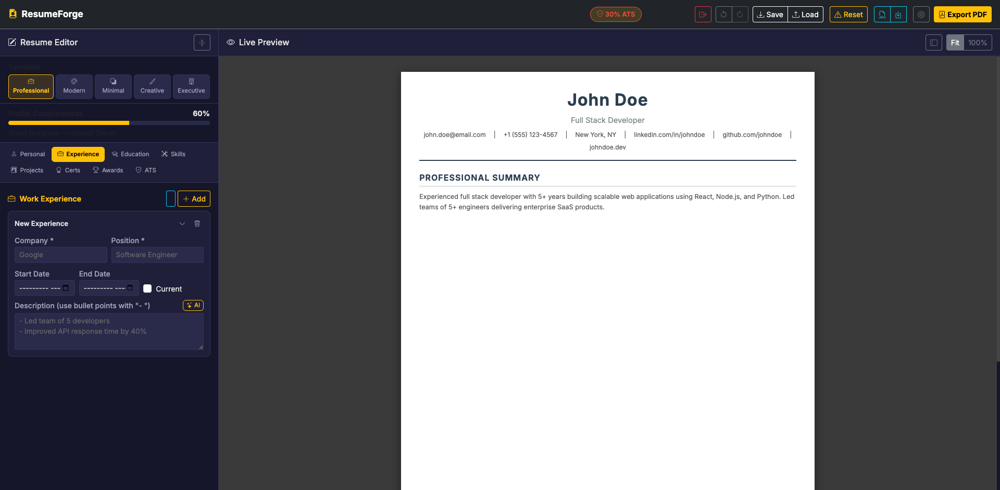 ResumeForge
30% ATS
Save
Load
Reset
JSON
Export PDF
Resume Editor
Live Preview
Fit
100%
Template
Professional
Modern
Minimal
Creative
Executive
Profile Completeness
60%
Good progress — almost there!
Personal
Experience
Education
Skills
Projects
Certs
Awards
ATS
Work Experience
+ Add
New Experience
Company *
Position *
Google
Software Engineer
Start Date
End Date
--------- ----
--------- ----
Current
Description (use bullet points with "- ")
AI
- Led team of 5 developers
- Improved API response time by 40%
John Doe
Full Stack Developer
john.doe@email.com | +1 (555) 123-4567 | New York, NY | linkedin.com/in/johndoe | github.com/johndoe |
johndoe.dev
PROFESSIONAL SUMMARY
Experienced full stack developer with 5+ years building scalable web applications using React, Node.js, and Python. Led
teams of 5+ engineers delivering enterprise SaaS products.